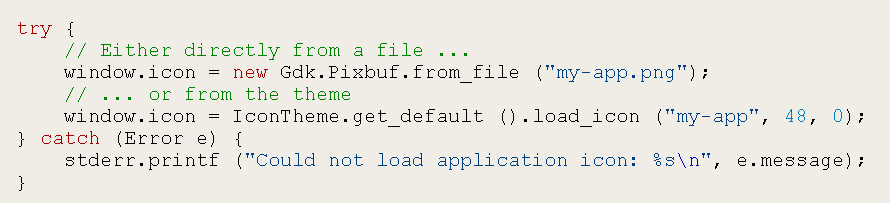 try {
    // Either directly from a file ...
    window.icon = new Gdk.Pixbuf.from_file ("my-app.png");
    // ... or from the theme
    window.icon = IconTheme.get_default ().load_icon ("my-app", 48, 0);
} catch (Error e) {
    stderr.printf ("Could not load application icon: %s\n", e.message);
}